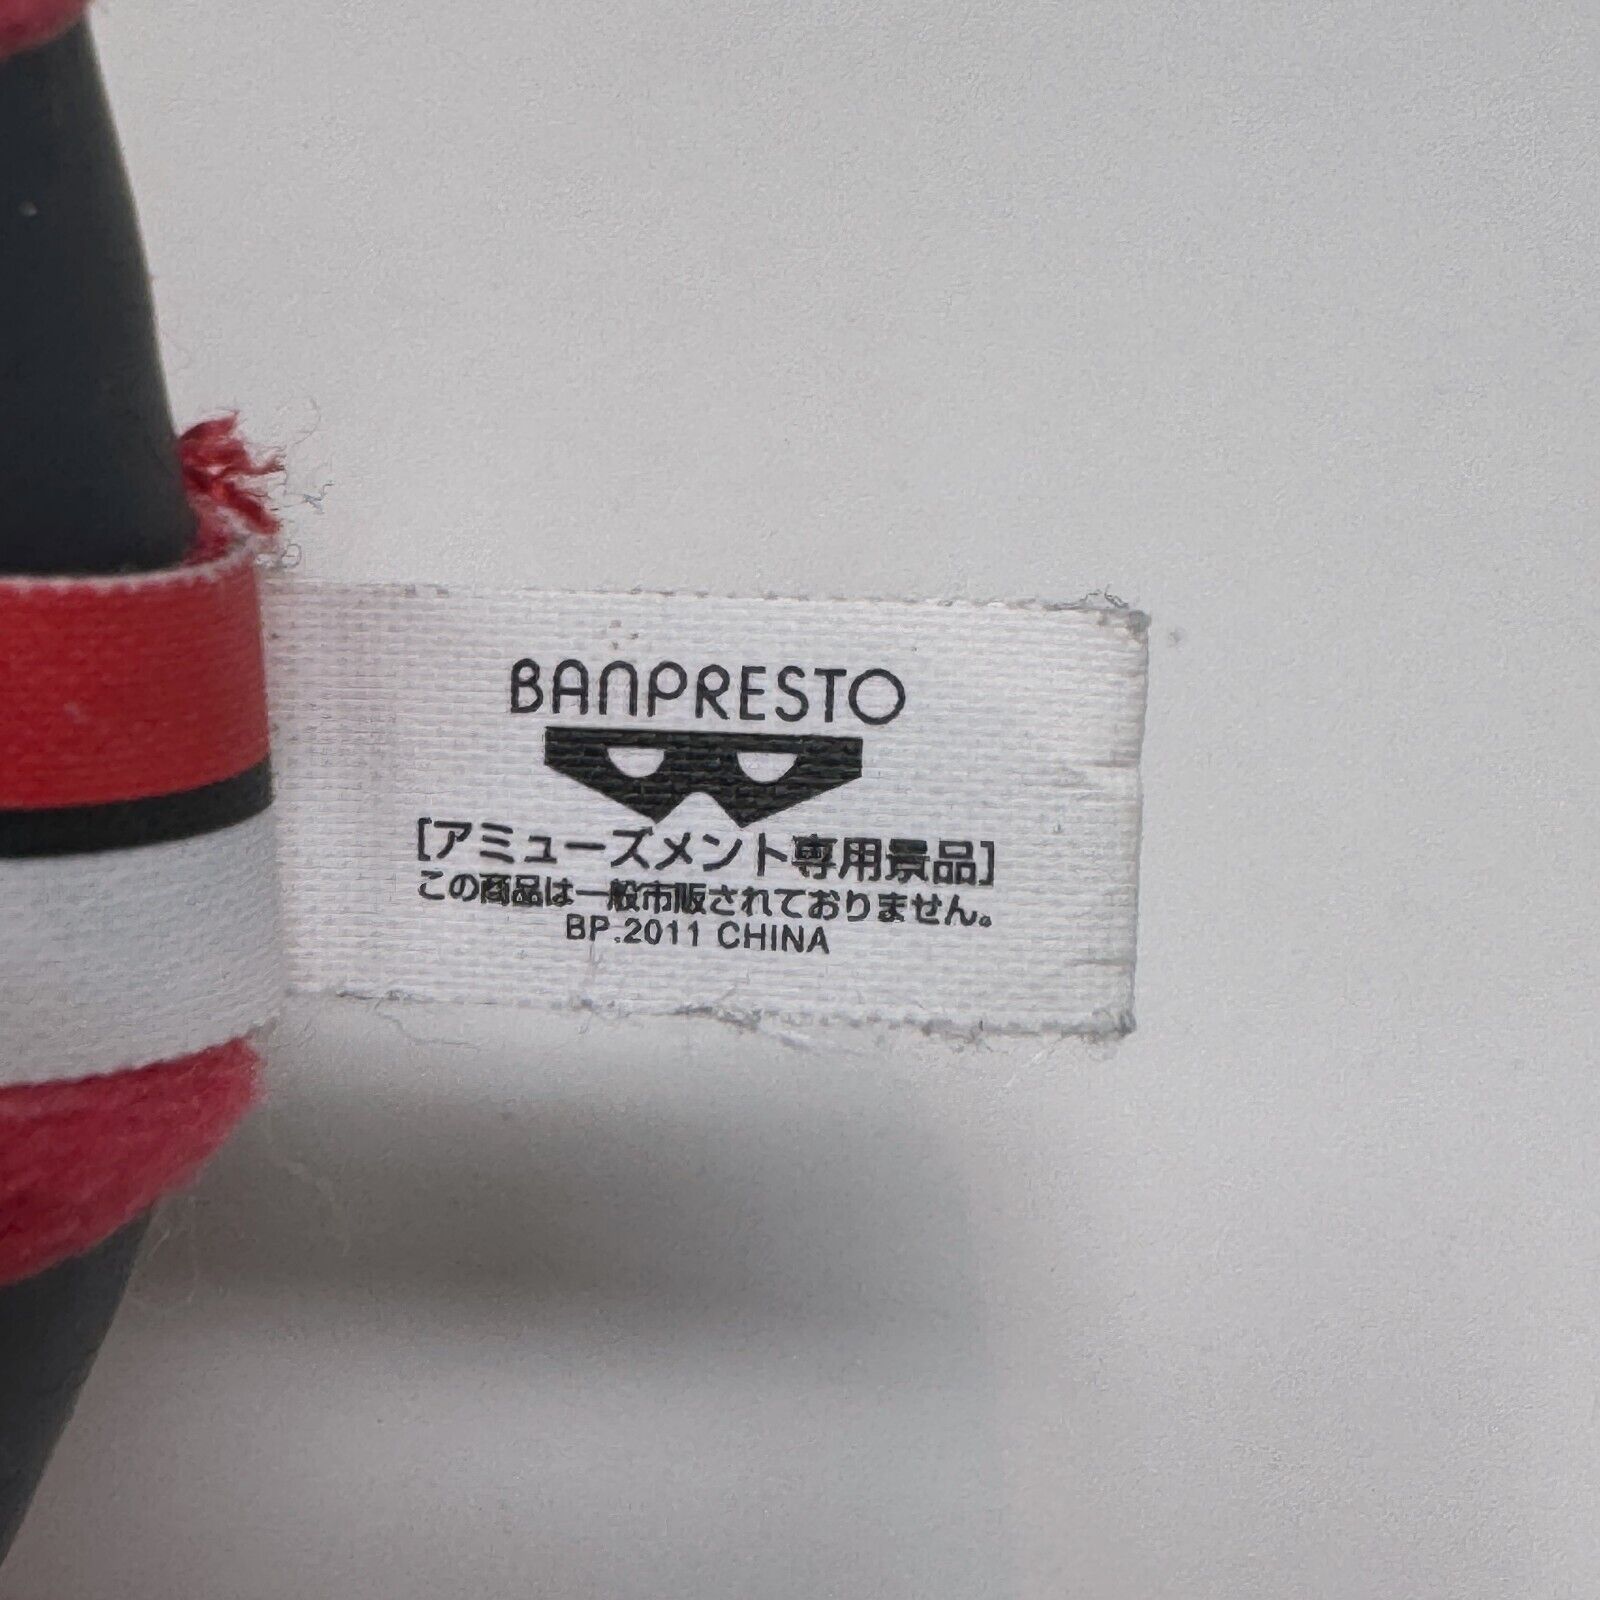 BANPRESTO
[アミューズメント専用景品]
この商品は一般市販されておりません。
BP.2011 CHINA